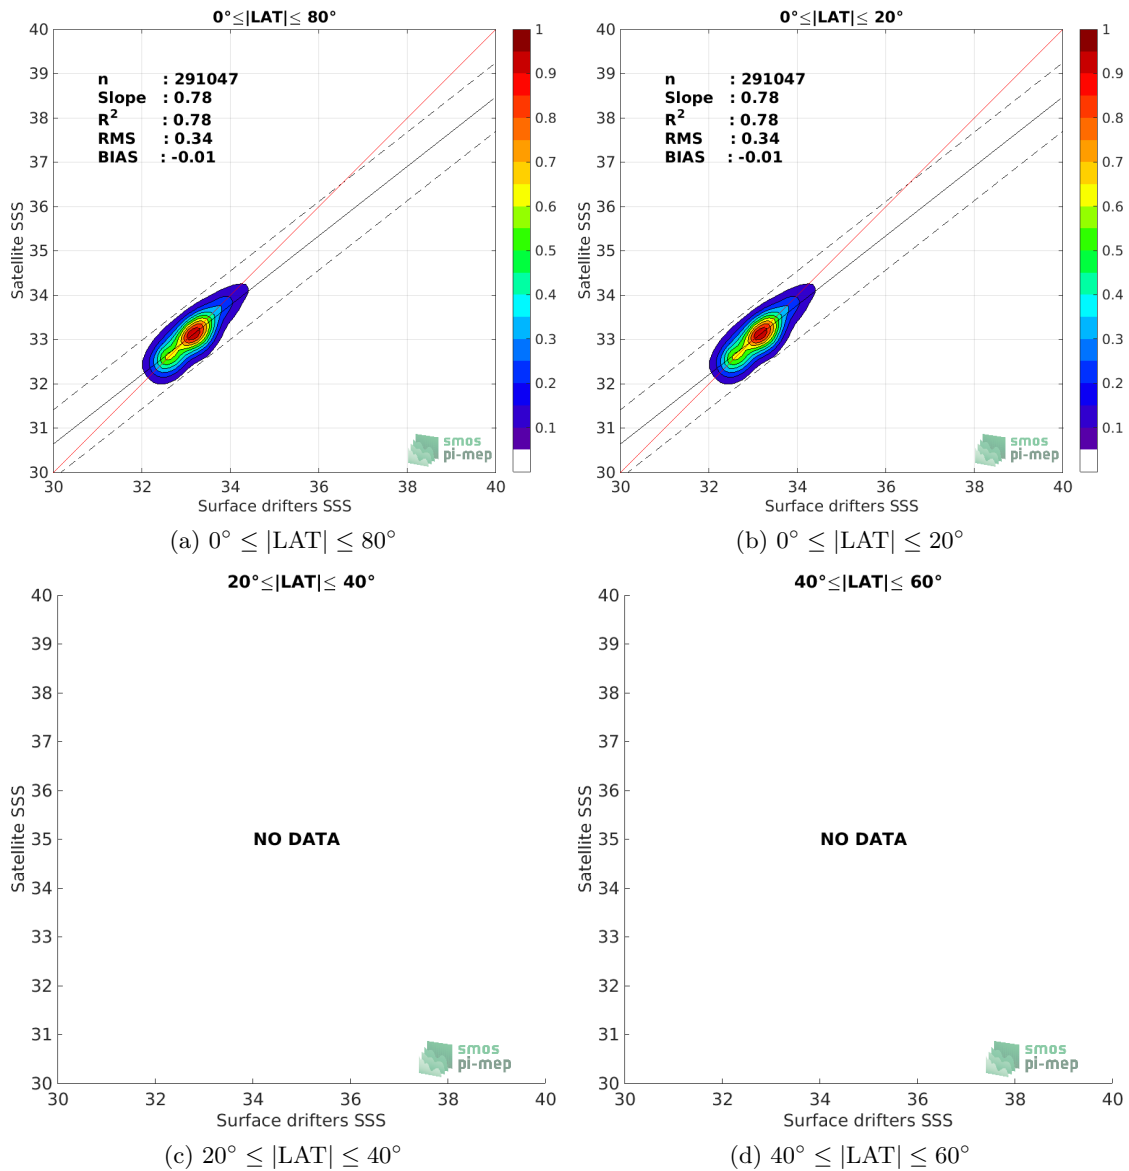 0°≤|LAT|≤ 80°
40
39
38
37
36
35
34
33
32
31
30
Satellite SSS
n : 291047
Slope : 0.78
R2 : 0.78
RMS : 0.34
BIAS : -0.01
smos
pi-mep
30 32 34 36 38 40
Surface drifters SSS
1
0.9
0.8
0.7
0.6
0.5
0.4
0.3
0.2
0.1
(a) 0° ≤ |LAT| ≤ 80°
0°≤|LAT|≤ 20°
40
39
38
37
36
35
34
33
32
31
30
Satellite SSS
n : 291047
Slope : 0.78
R2 : 0.78
RMS : 0.34
BIAS : -0.01
smos
pi-mep
30 32 34 36 38 40
Surface drifters SSS
1
0.9
0.8
0.7
0.6
0.5
0.4
0.3
0.2
0.1
(b) 0° ≤ |LAT| ≤ 20°
20°≤|LAT|≤ 40°
40
39
38
37
36
35
34
33
32
31
30
Satellite SSS
NO DATA
smos
pi-mep
30 32 34 36 38 40
Surface drifters SSS
(c) 20° ≤ |LAT| ≤ 40°
40°≤|LAT|≤ 60°
40
39
38
37
36
35
34
33
32
31
30
Satellite SSS
NO DATA
smos
pi-mep
30 32 34 36 38 40
Surface drifters SSS
(d) 40° ≤ |LAT| ≤ 60°